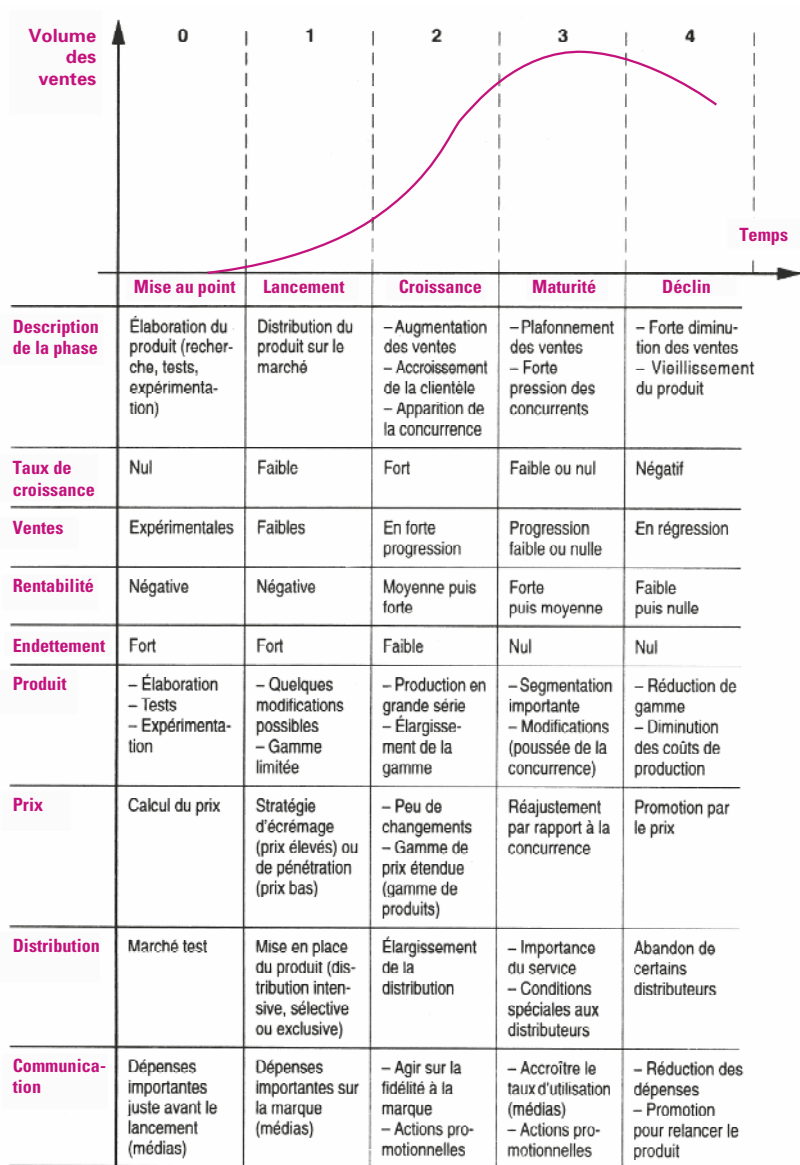 Volume
des
ventes
0
1
2
3
4
Temps
Mise au point
Lancement
Croissance
Maturité
Déclin
Description
de la phase
Élaboration du
produit (recher-
che, tests,
expérimenta-
tion)
Distribution du
produit sur le
marché
– Augmentation
des ventes
– Accroissement
de la clientèle
– Apparition de
la concurrence
– Plafonnement
des ventes
– Forte
pression des
concurrents
– Forte diminu-
tion des ventes
– Vieillissement
du produit
Taux de
croissance
Nul
Faible
Fort
Faible ou nul
Négatif
Ventes
Expérimentales
Faibles
En forte
progression
Progression
faible ou nulle
En régression
Rentabilité
Négative
Négative
Moyenne puis
forte
Forte
puis moyenne
Faible
puis nulle
Endettement
Fort
Fort
Faible
Nul
Nul
Produit
– Élaboration
– Tests
– Expérimenta-
tion
– Quelques
modifications
possibles
– Gamme
limitée
– Production en
grande série
– Élargisse-
ment de la
gamme
– Segmentation
importante
– Modifications
(poussée de la
concurrence)
– Réduction de
gamme
– Diminution
des coûts de
production
Prix
Calcul du prix
Stratégie
d'écrémage
(prix élevés) ou
de pénétration
(prix bas)
– Peu de
changements
– Gamme de
prix étendue
(gamme de
produits)
Réajustement
par rapport à la
concurrence
Promotion par
le prix
Distribution
Marché test
Mise en place
du produit (dis-
tribution inten-
sive, sélective
ou exclusive)
Élargissement
de la
distribution
– Importance
du service
– Conditions
spéciales aux
distributeurs
Abandon de
certains
distributeurs
Communica-
tion
Dépenses
importantes
juste avant le
lancement
(médias)
Dépenses
importantes sur
la marque
(médias)
– Agir sur la
fidélité à la
marque
– Actions pro-
motionnelles
– Accroître le
taux d'utilisation
(médias)
– Actions pro-
motionnelles
– Réduction des
dépenses
– Promotion
pour relancer le
produit